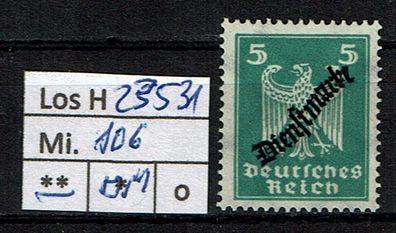 Los H 23531
Mi. 106
** * o
5 5
Dienstmarke
Deutsches
Reich